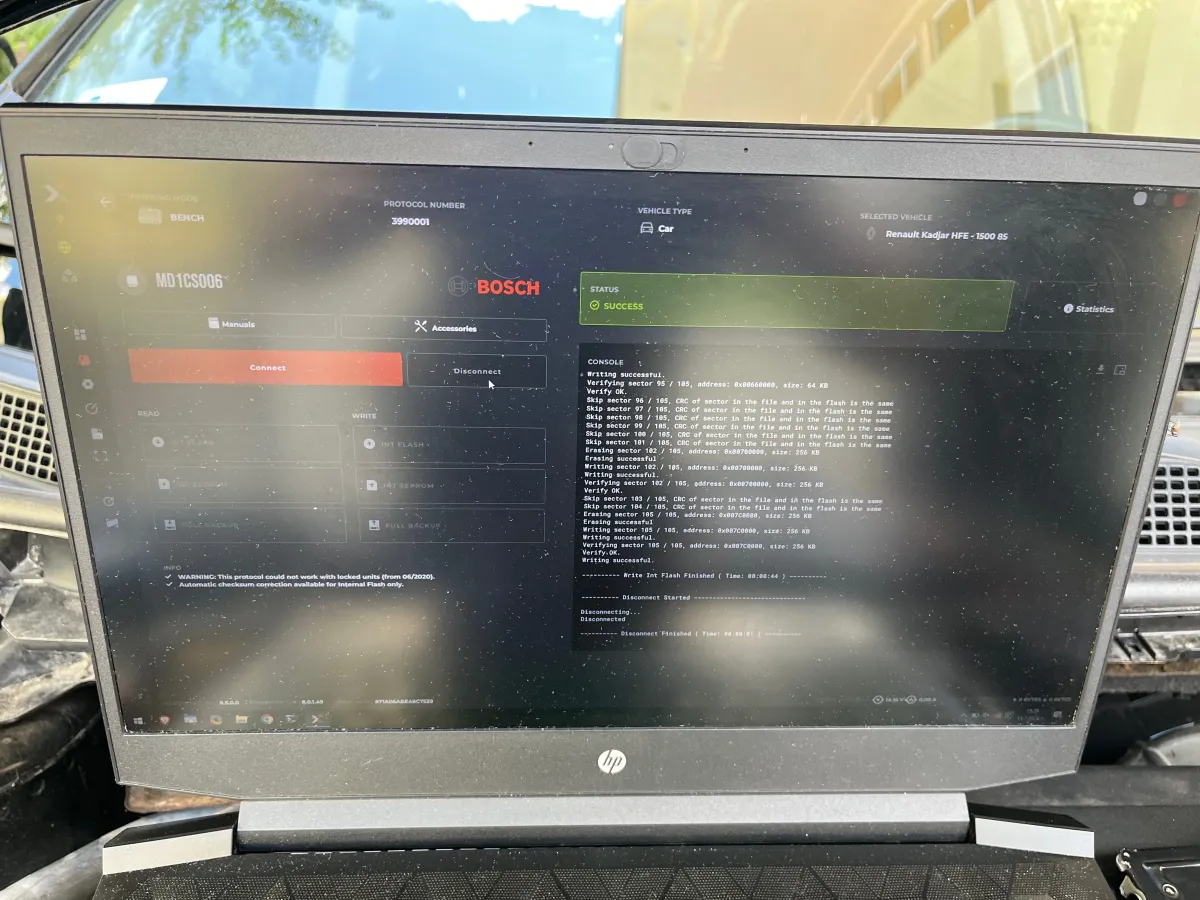 BENCH
PROTOCOL NUMBER
3990001
VEHICLE TYPE
Car
SELECTED VEHICLE
Renault Kadjar HFE - 1500 85
MD1CS006
BOSCH
Manuals
Accessories
Connect
Disconnect
READ
WRITE
INT FLASH
INT EEPROM
FULL BACKUP
FULL BACKUP
INFO
WARNING: This protocol could not work with locked units (from 06/2020).
Automatic checksum correction available for Internal Flash only.
STATUS
SUCCESS
Statistics
CONSOLE
Writing successful.
Verifying sector 95 / 105, address: 0x00660000, size: 64 KB
Verify OK.
Skip sector 96 / 105, CRC of sector in the file and in the flash is the same
Skip sector 97 / 105, CRC of sector in the file and in the flash is the same
Skip sector 98 / 105, CRC of sector in the file and in the flash is the same
Skip sector 99 / 105, CRC of sector in the file and in the flash is the same
Skip sector 100 / 105, CRC of sector in the file and in the flash is the same
Skip sector 101 / 105, CRC of sector in the file and in the flash is the same
Erasing sector 102 / 105, address: 0x00700000, size: 256 KB
Erasing successful
Writing sector 102 / 105, address: 0x00700000, size: 256 KB
Writing successful.
Verifying sector 102 / 105, address: 0x00700000, size: 256 KB
Verify OK.
Skip sector 103 / 105, CRC of sector in the file and in the flash is the same
Skip sector 104 / 105, CRC of sector in the file and in the flash is the same
Erasing sector 105 / 105, address: 0x007C0000, size: 256 KB
Erasing successful
Writing sector 105 / 105, address: 0x007C0000, size: 256 KB
Writing successful.
Verifying sector 105 / 105, address: 0x007C0000, size: 256 KB
Verify OK.
Writing successful.
---------- Write Int Flash Finished ( Time: 00:06:44 ) ----------
---------- Disconnect Started ------------------------------
Disconnecting...
Disconnected
---------- Disconnect Finished ( Time: 00:00:01 ) ----------
hp